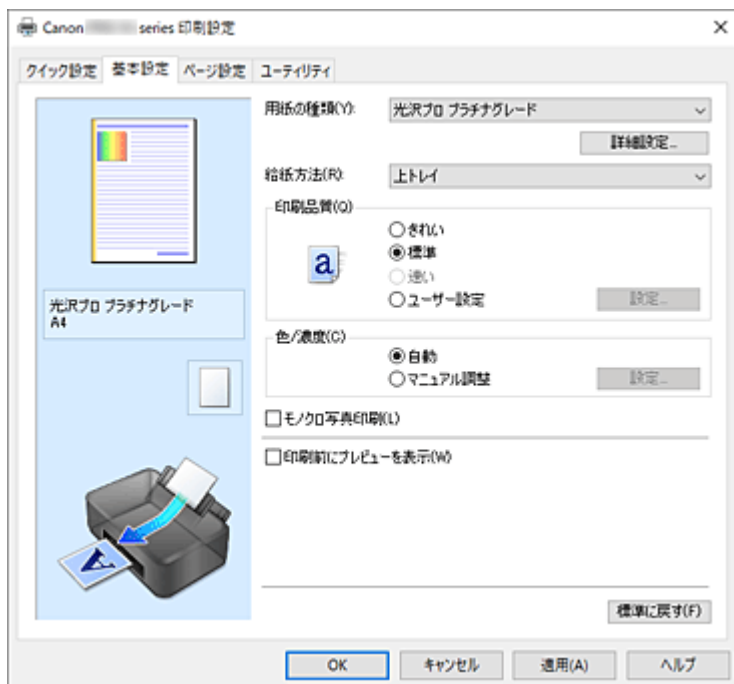 Canon series 印刷設定
クイック設定 基本設定 ページ設定 ユーティリティ
用紙の種類(Y): 光沢プロ プラチナグレード
詳細設定...
給紙方法(R): 上トレイ
印刷品質(Q)
きれい
a
標準
速い
ユーザー設定 設定...
光沢プロ プラチナグレード
A4
色/濃度(C)
自動
マニュアル調整 設定...
モノクロ写真印刷(L)
印刷前にプレビューを表示(W)
A
標準に戻す(F)
OK キャンセル 適用(A) ヘルプ